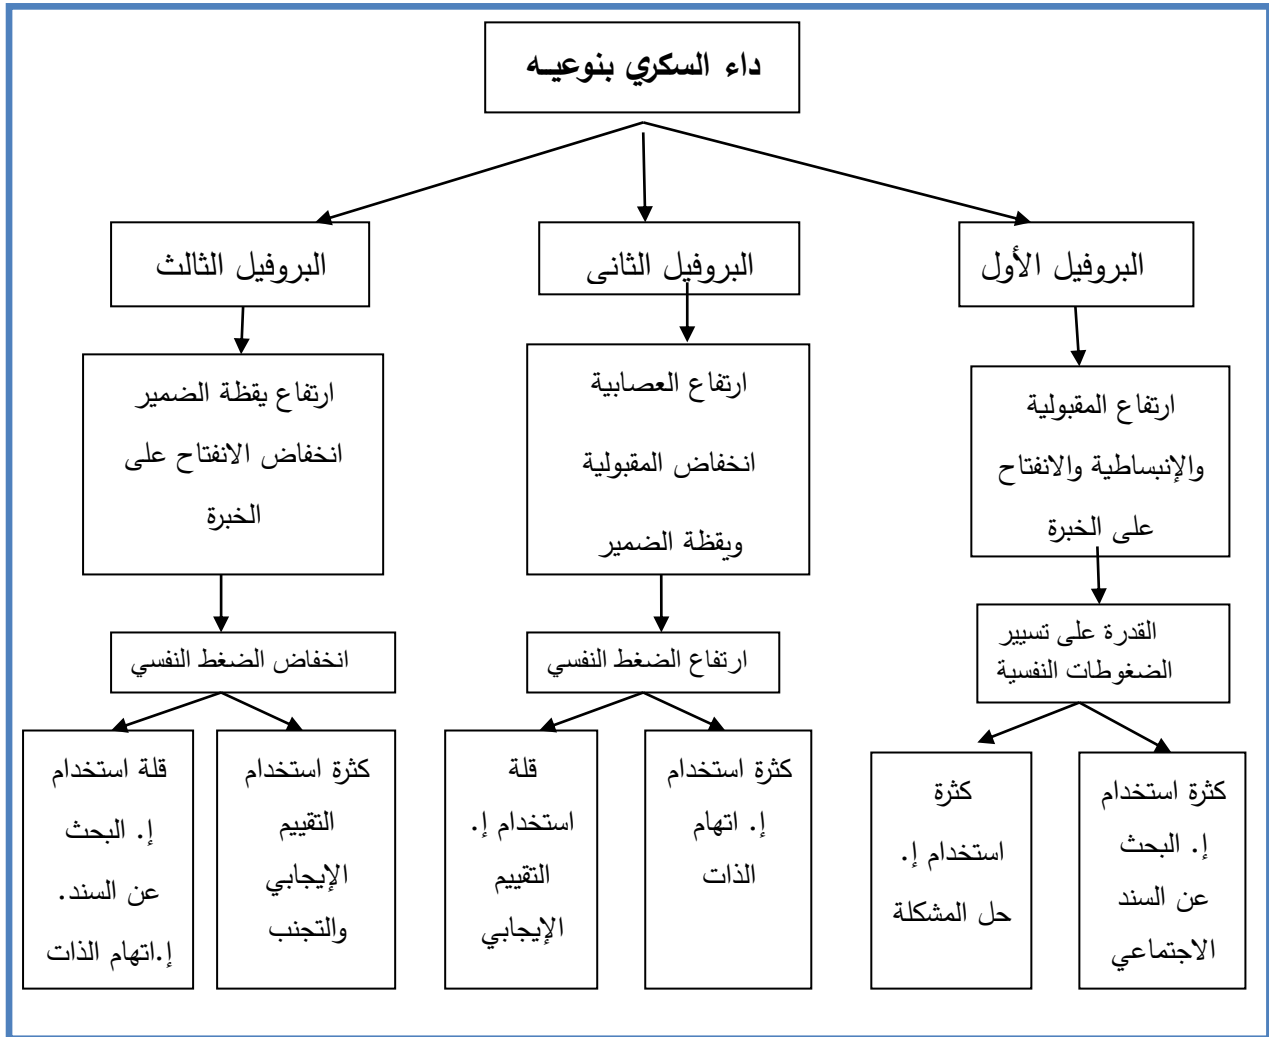 داء السكري بنوعيـه
البروفيل الأول
البروفيل الثانى
البروفيل الثالث
ارتفاع المقبولية
والإنبساطية والانفتاح
على الخبرة
ارتفاع العصابية
انخفاض المقبولية
ويقظة الضمير
ارتفاع يقظة الضمير
انخفاض الانفتاح على
الخبرة
القدرة على تسيير
الضغوطات النفسية
ارتفاع الضغط النفسي
انخفاض الضغط النفسي
كثرة استخدام
إ. البحث
عن السند
الاجتماعي
كثرة
استخدام إ.
حل المشكلة
كثرة استخدام
إ. اتهام
الذات
قلة
استخدام إ.
التقييم
الإيجابي
كثرة استخدام
التقييم
الإيجابي
والتجنب
قلة استخدام
إ. البحث
عن السند.
إ.اتهام الذات